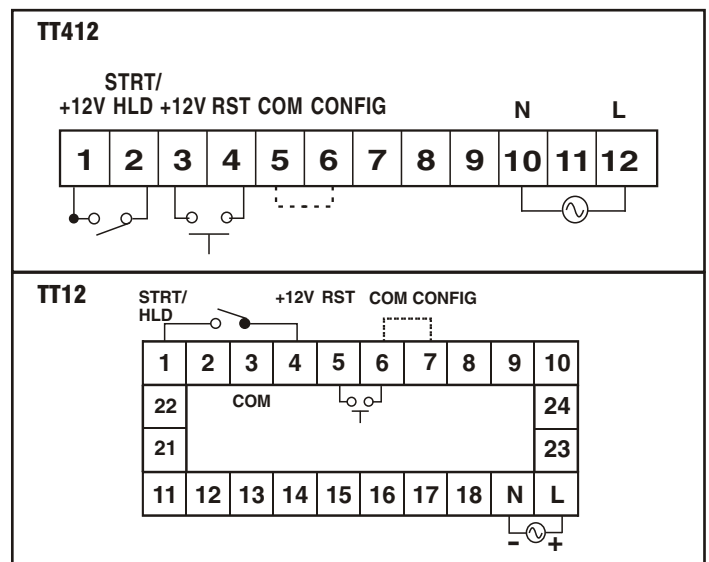 TT412
STRT/
+12V HLD +12V RST COM CONFIG N L
1 2 3 4 5 6 7 8 9 10 11 12
TT12
STRT/ +12V RST COM CONFIG
HLD
1 2 3 4 5 6 7 8 9 10
22 COM 24
21 23
11 12 13 14 15 16 17 18 N L
- +